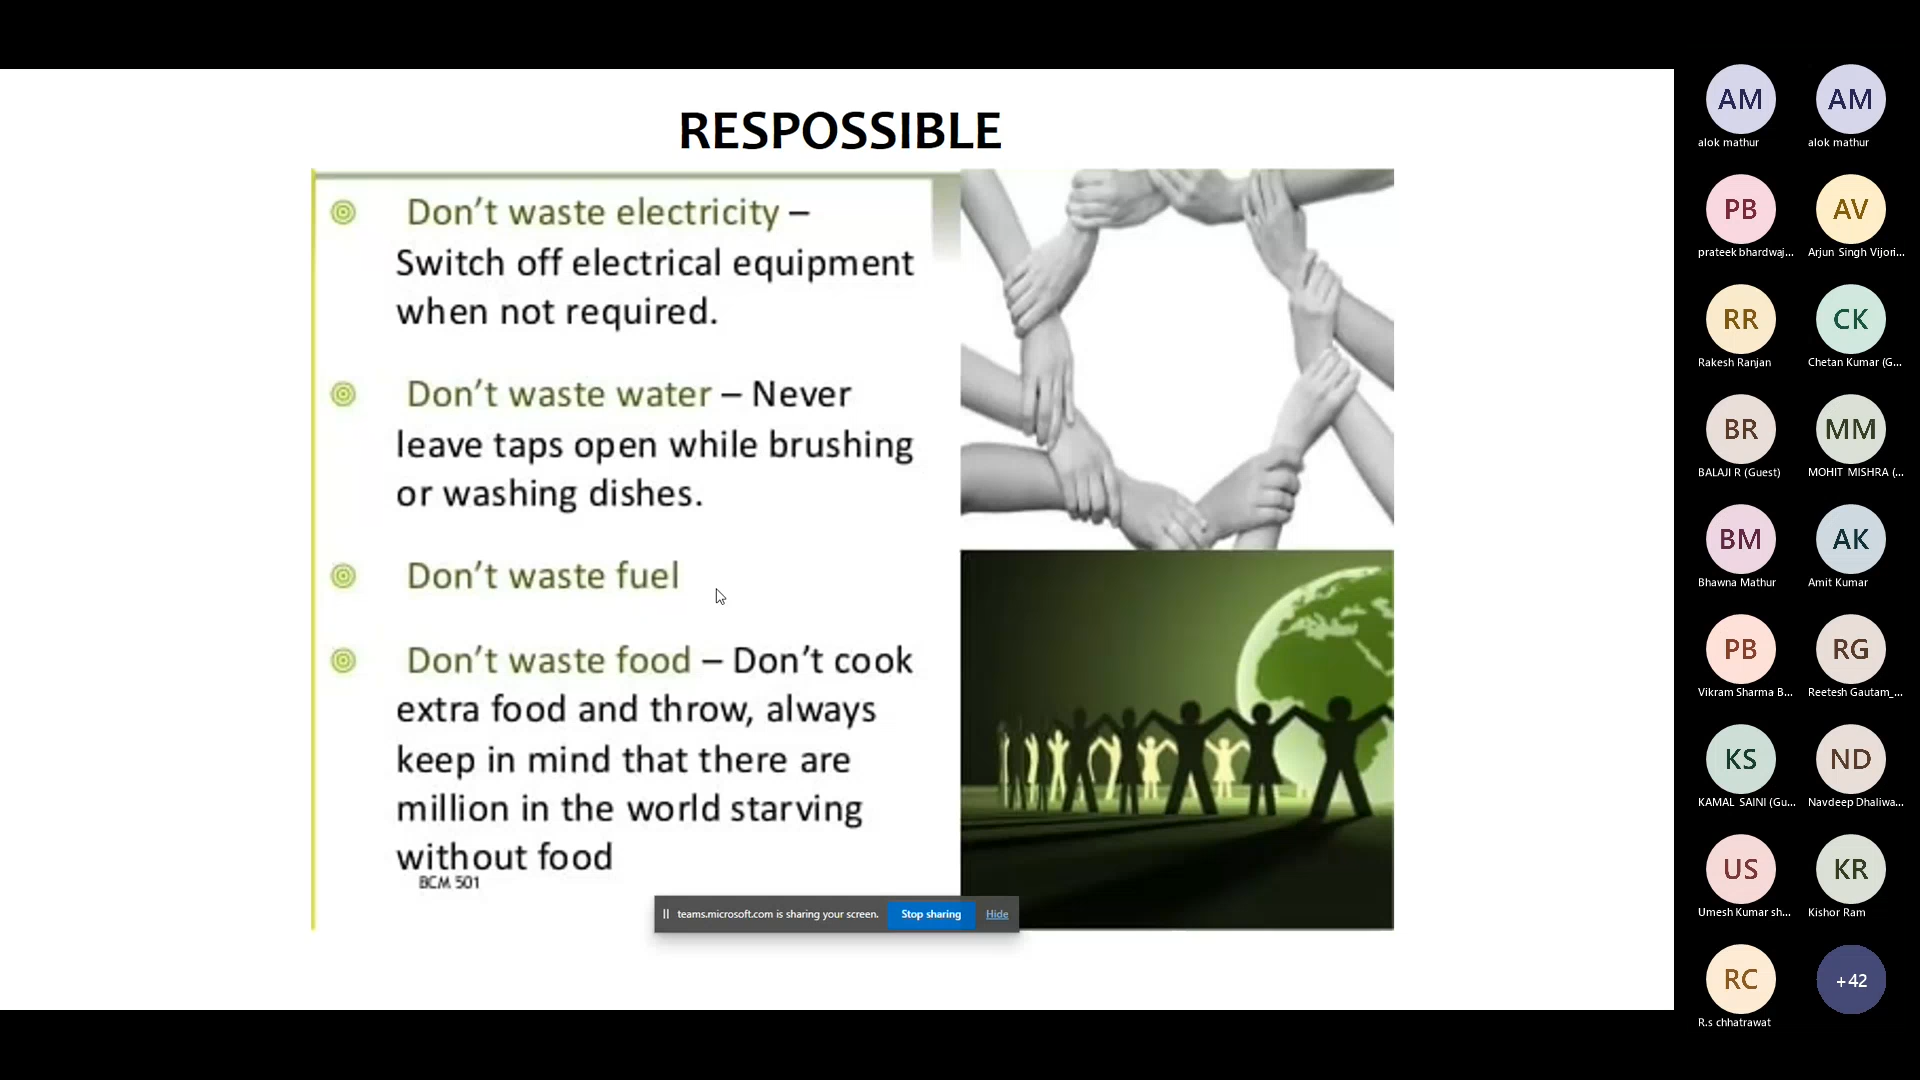 RESPOSSIBLE
Don’t waste electricity –
Switch off electrical equipment
when not required.
Don’t waste water – Never
leave taps open while brushing
or washing dishes.
Don’t waste fuel
Don’t waste food – Don’t cook
extra food and throw, always
keep in mind that there are
million in the world starving
without food
BCM 501
teams.microsoft.com is sharing your screen. Stop sharing Hide
AM AM
alok mathur alok mathur
PB AV
prateek bhardwaj... Arjun Singh Vijori...
RR CK
Rakesh Ranjan Chetan Kumar (G...
BR MM
BALAJI R (Guest) MOHIT MISHRA (...
BM AK
Bhawna Mathur Amit Kumar
PB RG
Vikram Sharma B... Reetesh Gautam_...
KS ND
KAMAL SAINI (Gu... Navdeep Dhaliwa...
US KR
Umesh Kumar sh... Kishor Ram
RC +42
R.s chhatrawat